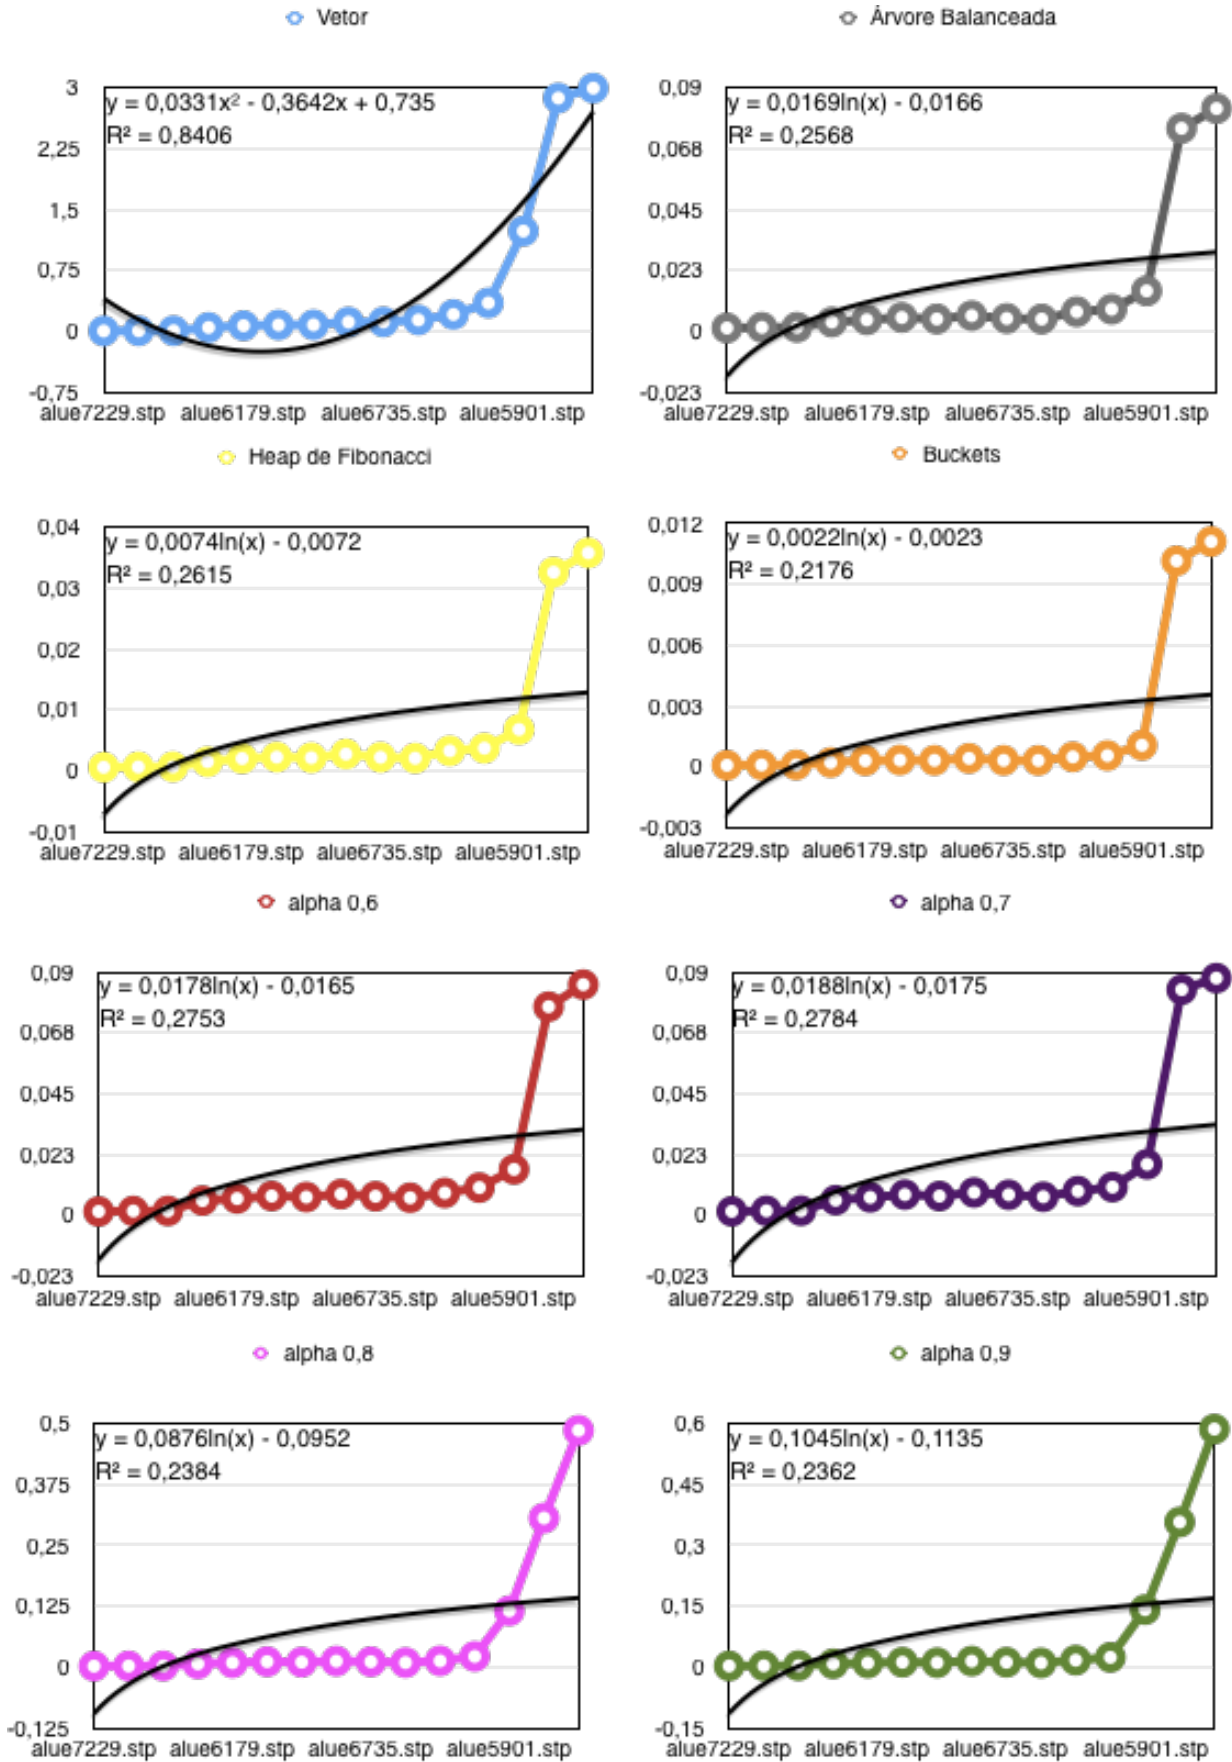 Vetor
y = 0,0331x² - 0,3642x + 0,735
R² = 0,8406
3
2,25
1,5
0,75
0
-0,75
alue7229.stp alue6179.stp alue6735.stp alue5901.stp
Árvore Balanceada
y = 0,0169ln(x) - 0,0166
R² = 0,2568
0,09
0,068
0,045
0,023
0
-0,023
alue7229.stp alue6179.stp alue6735.stp alue5901.stp
Heap de Fibonacci
y = 0,0074ln(x) - 0,0072
R² = 0,2615
0,04
0,03
0,02
0,01
0
-0,01
alue7229.stp alue6179.stp alue6735.stp alue5901.stp
Buckets
y = 0,0022ln(x) - 0,0023
R² = 0,2176
0,012
0,009
0,006
0,003
0
-0,003
alue7229.stp alue6179.stp alue6735.stp alue5901.stp
alpha 0,6
y = 0,0178ln(x) - 0,0165
R² = 0,2753
0,09
0,068
0,045
0,023
0
-0,023
alue7229.stp alue6179.stp alue6735.stp alue5901.stp
alpha 0,7
y = 0,0188ln(x) - 0,0175
R² = 0,2784
0,09
0,068
0,045
0,023
0
-0,023
alue7229.stp alue6179.stp alue6735.stp alue5901.stp
alpha 0,8
y = 0,0876ln(x) - 0,0952
R² = 0,2384
0,5
0,375
0,25
0,125
0
-0,125
alue7229.stp alue6179.stp alue6735.stp alue5901.stp
alpha 0,9
y = 0,1045ln(x) - 0,1135
R² = 0,2362
0,6
0,45
0,3
0,15
0
-0,15
alue7229.stp alue6179.stp alue6735.stp alue5901.stp